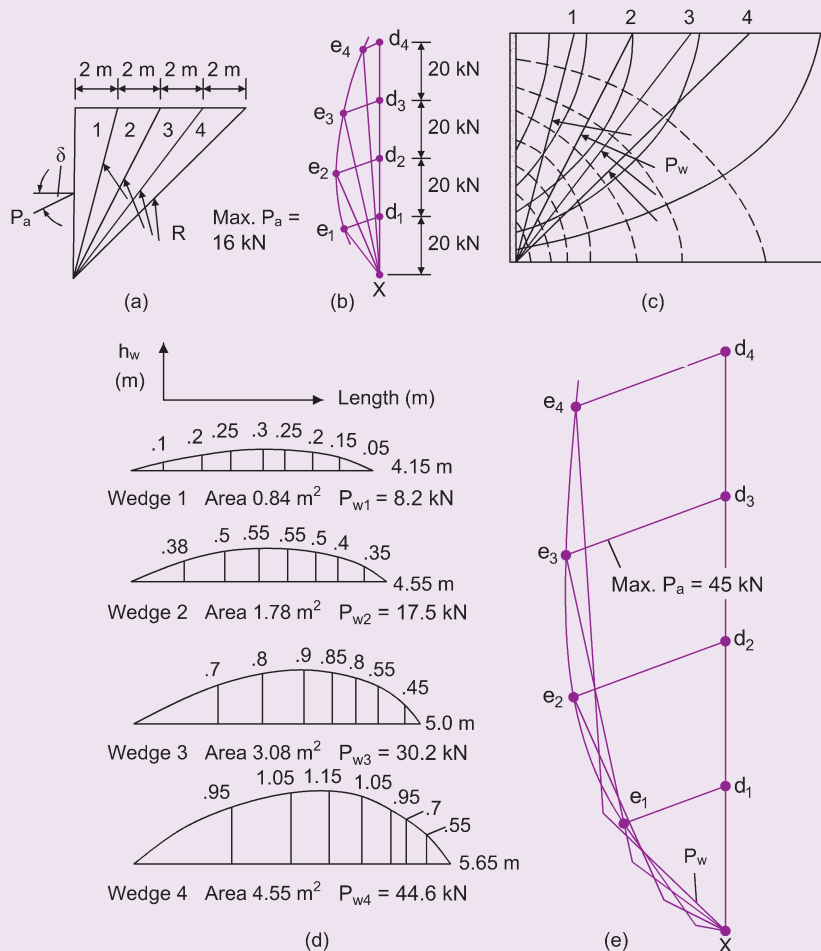 2 m 2 m 2 m 2 m
1 2 3 4
δ
Pa
R
(a)
Max. Pa =
16 kN
e4 d4
20 kN
e3 d3
20 kN
e2 d2
20 kN
e1 d1
20 kN
X
(b)
1 2 3 4
Pw
(c)
hw
(m)
Length (m)
.1 .2 .25 .3 .25 .2 .15 .05
4.15 m
Wedge 1 Area 0.84 m² Pw1 = 8.2 kN
.38 .5 .55 .55 .5 .4 .35
4.55 m
Wedge 2 Area 1.78 m² Pw2 = 17.5 kN
.7 .8 .9 .85 .8 .55 .45
5.0 m
Wedge 3 Area 3.08 m² Pw3 = 30.2 kN
.95 1.05 1.15 1.05 .95 .7 .55
5.65 m
Wedge 4 Area 4.55 m² Pw4 = 44.6 kN
(d)
d4
e4
d3
e3
Max. Pa = 45 kN
d2
e2
d1
e1
Pw
X
(e)